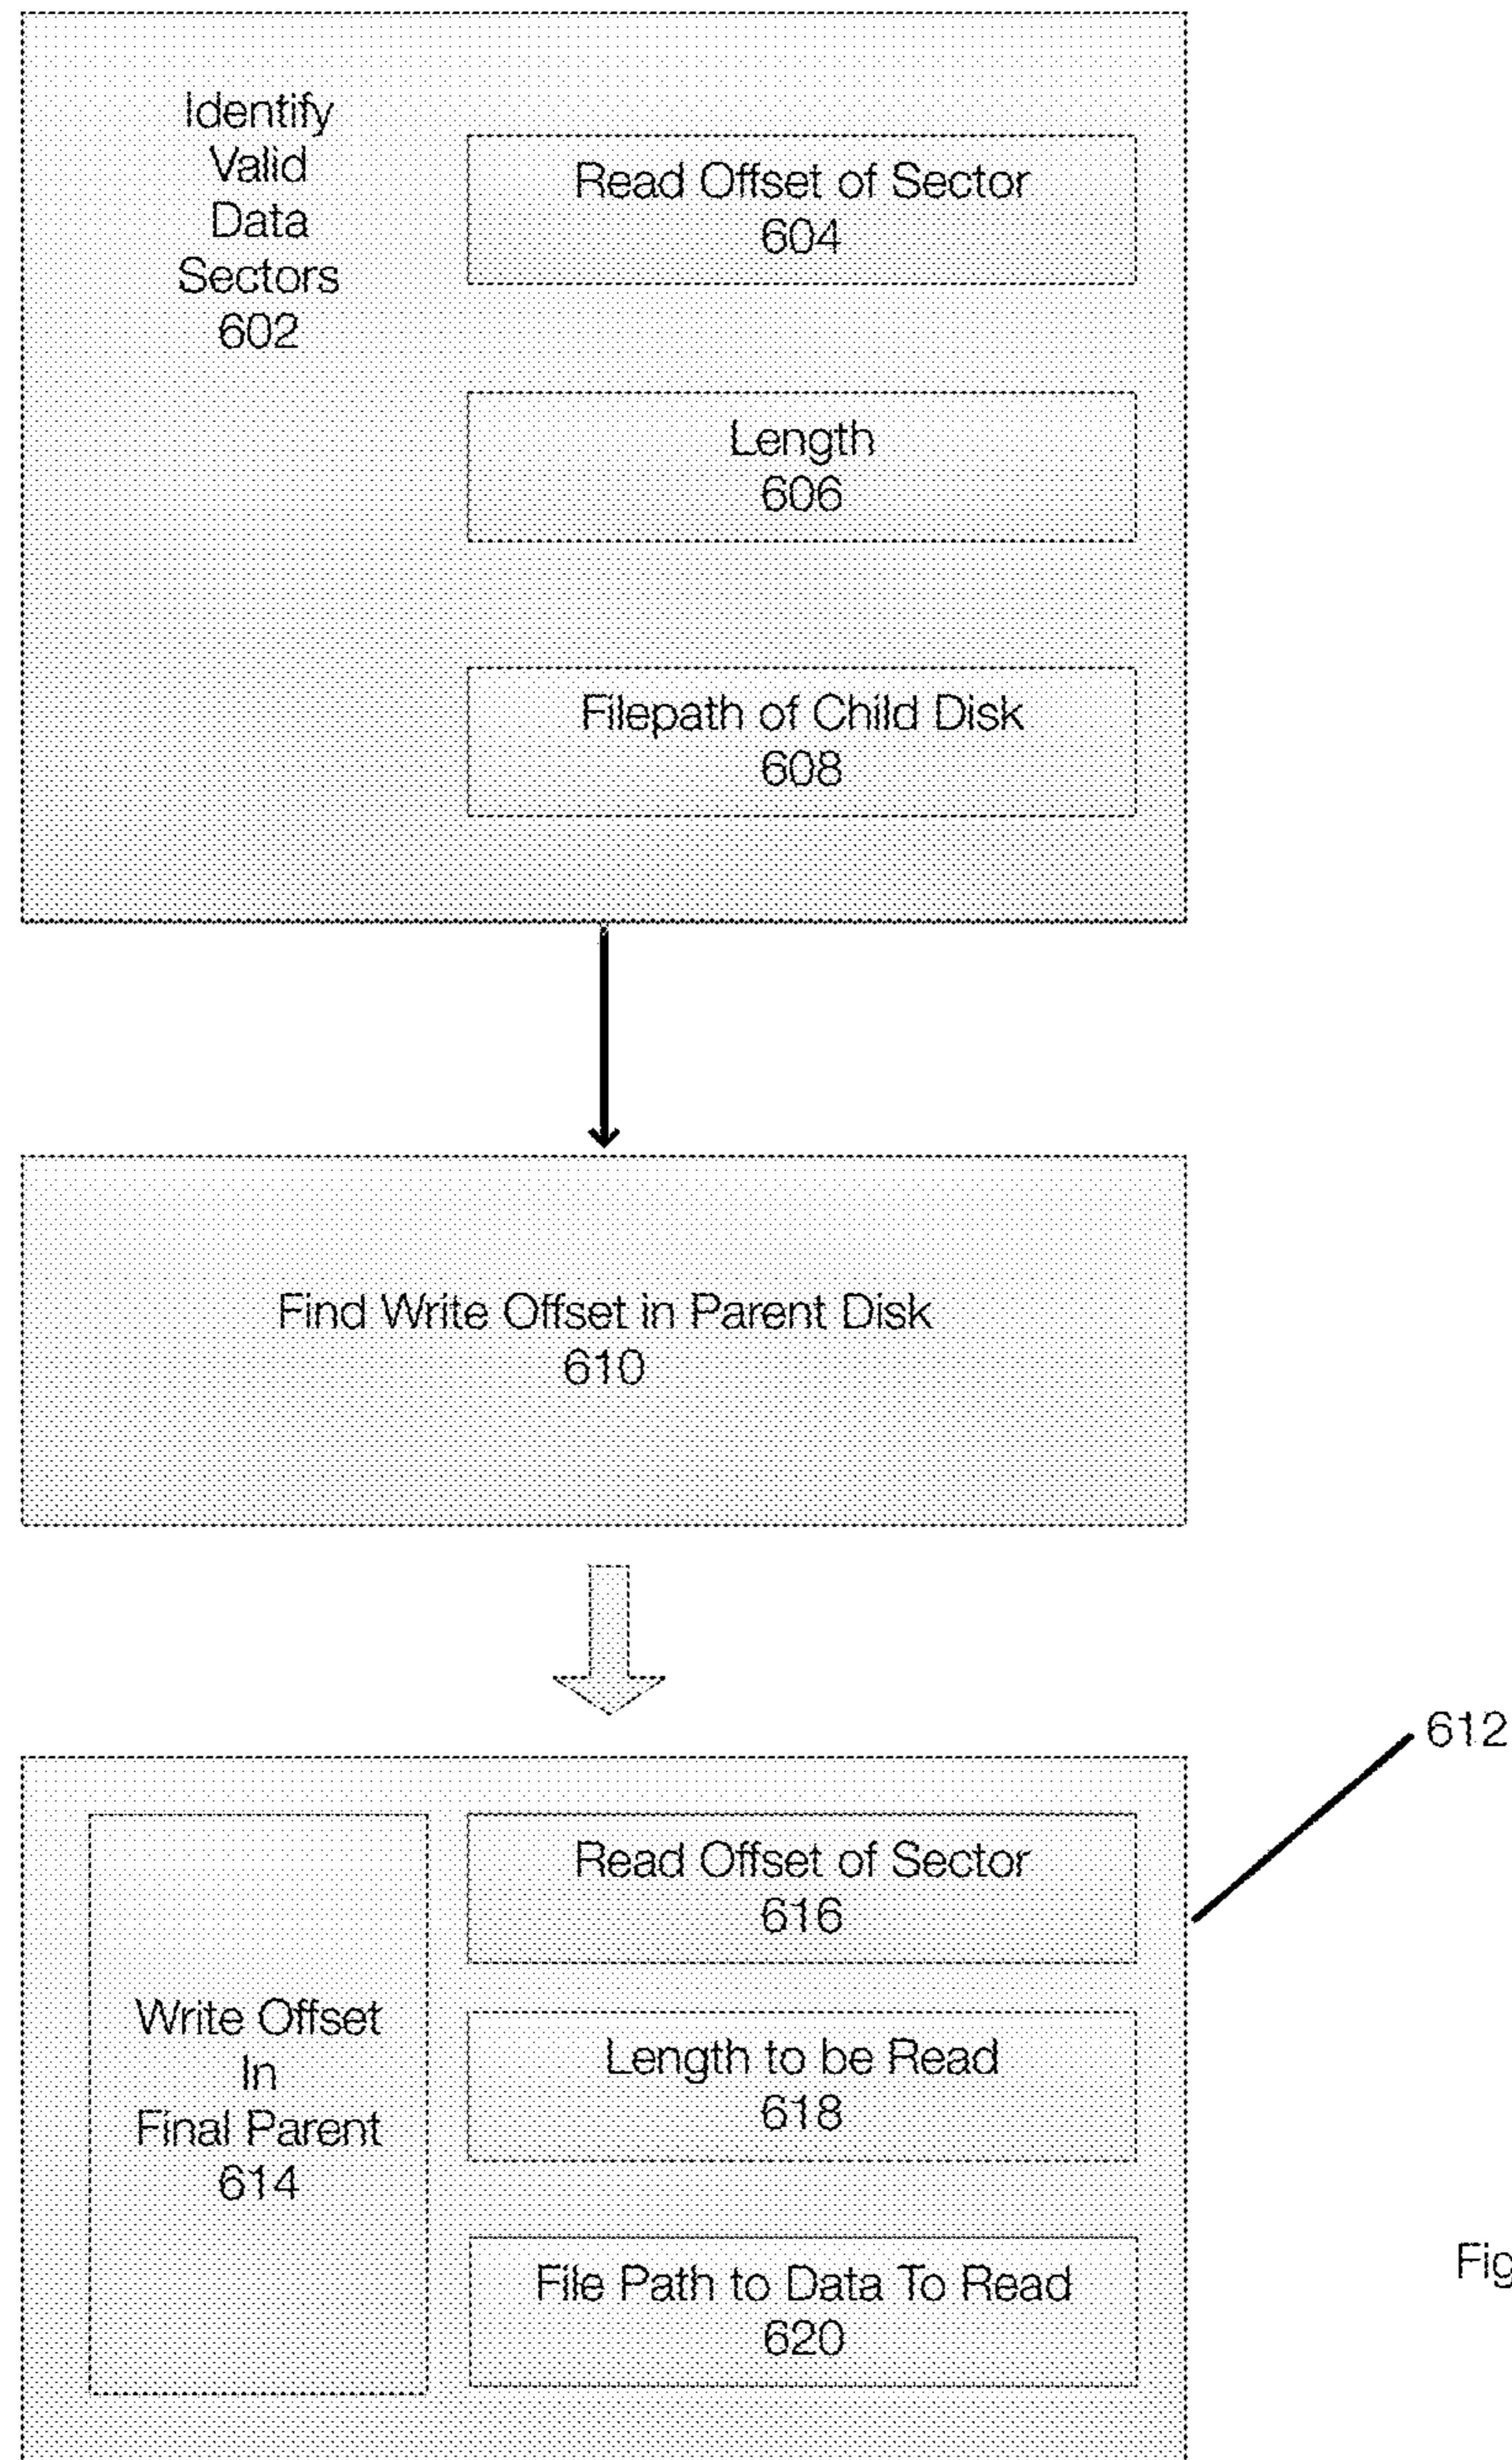 Identify
Valid
Data
Sectors
602
Read Offset of Sector
604
Length
606
Filepath of Child Disk
608
Find Write Offset in Parent Disk
610
612
Write Offset
In
Final Parent
614
Read Offset of Sector
616
Length to be Read
618
File Path to Data To Read
620